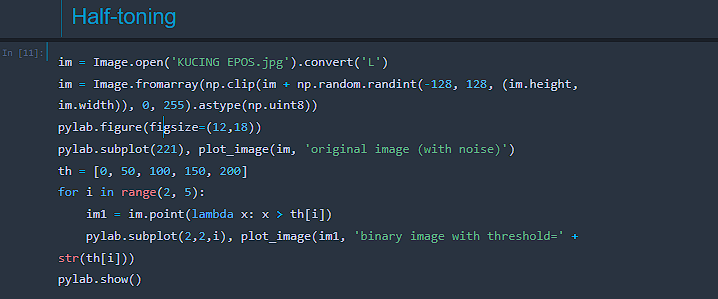 Half-toning
In [11]:
im = Image.open('KUCING EPOS.jpg').convert('L')
im = Image.fromarray(np.clip(im + np.random.randint(-128, 128, (im.height,
im.width)), 0, 255).astype(np.uint8))
pylab.figure(figsize=(12,18))
pylab.subplot(221), plot_image(im, 'original image (with noise)')
th = [0, 50, 100, 150, 200]
for i in range(2, 5):
    im1 = im.point(lambda x: x > th[i])
    pylab.subplot(2,2,i), plot_image(im1, 'binary image with threshold=' +
str(th[i]))
pylab.show()